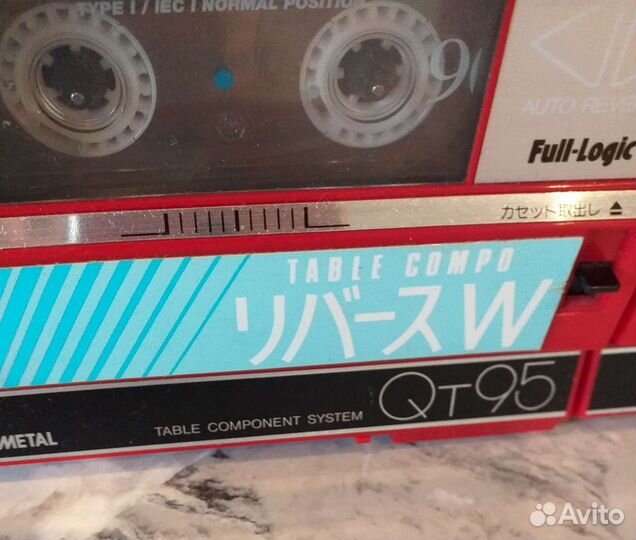 TYPE I / IEC I NORMAL POSITION
90
AUTO REV
Full-Logic
カセット取出し ▲
TABLE COMPO
リバースW
METAL
TABLE COMPONENT SYSTEM
QT95
Avito